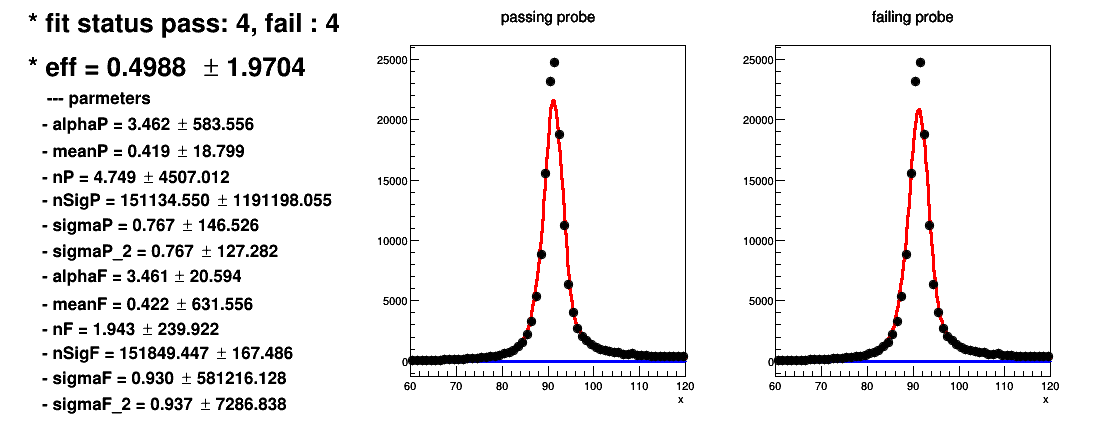 * fit status pass: 4, fail : 4
* eff = 0.4988 ± 1.9704
--- parmeters
- alphaP = 3.462 ± 583.556
- meanP = 0.419 ± 18.799
- nP = 4.749 ± 4507.012
- nSigP = 151134.550 ± 1191198.055
- sigmaP = 0.767 ± 146.526
- sigmaP_2 = 0.767 ± 127.282
- alphaF = 3.461 ± 20.594
- meanF = 0.422 ± 631.556
- nF = 1.943 ± 239.922
- nSigF = 151849.447 ± 167.486
- sigmaF = 0.930 ± 581216.128
- sigmaF_2 = 0.937 ± 7286.838
passing probe
25000
20000
15000
10000
5000
0
60 70 80 90 100 110 120
x
failing probe
25000
20000
15000
10000
5000
0
60 70 80 90 100 110 120
x